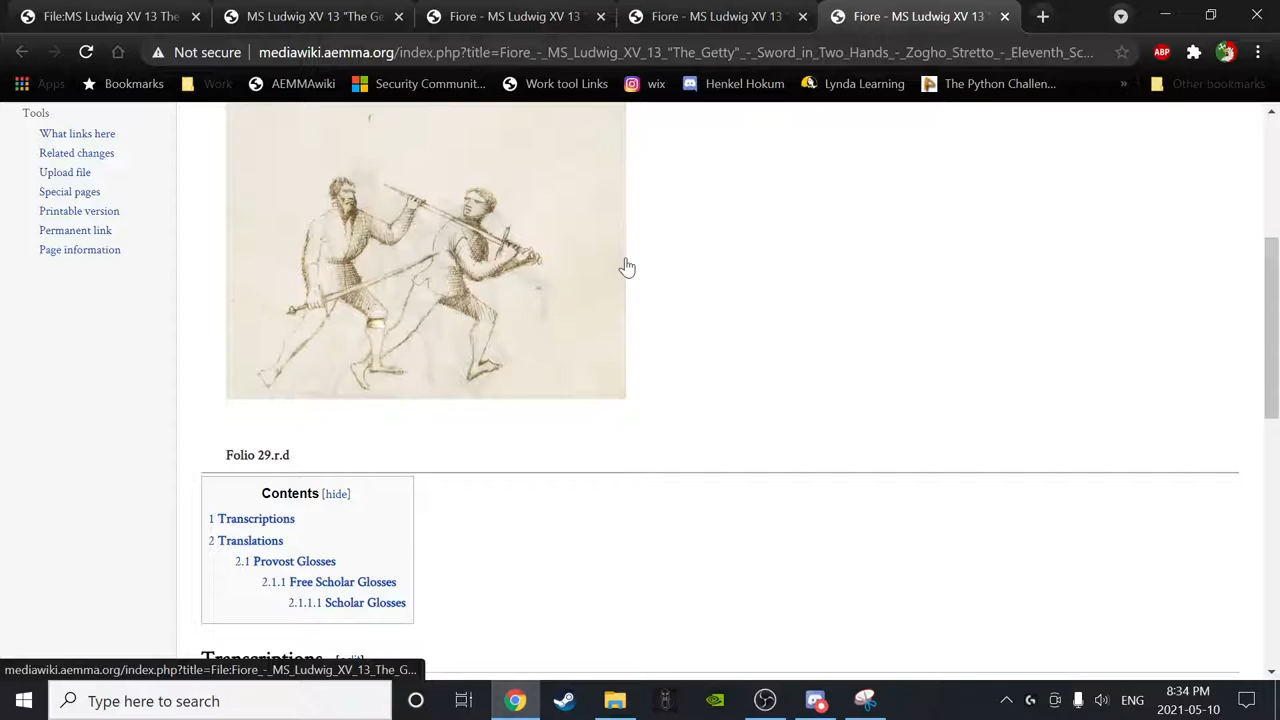 File:MS Ludwig XV 13 The
MS Ludwig XV 13 "The Ge
Fiore - MS Ludwig XV 13
Fiore - MS Ludwig XV 13
Fiore - MS Ludwig XV 13
Not secure
mediawiki.aemma.org/index.php?title=Fiore_-_MS_Ludwig_XV_13_"The_Getty"_-_Sword_in_Two_Hands_-_Zogho_Stretto_-_Eleventh_Sc...
ABP
Apps
Bookmarks
Work
AEMMAwiki
Security Communit...
Work tool Links
wix
Henkel Hokum
Lynda Learning
The Python Challen...
»
Other bookmarks
Tools
What links here
Related changes
Upload file
Special pages
Printable version
Permanent link
Page information
Folio 29.r.d
Contents [hide]
1 Transcriptions
2 Translations
2.1 Provost Glosses
2.1.1 Free Scholar Glosses
2.1.1.1 Scholar Glosses
Transcriptions [edit]
mediawiki.aemma.org/index.php?title=File:Fiore_-_MS_Ludwig_XV_13_The_G...
Type here to search
ENG
8:34 PM
2021-05-10